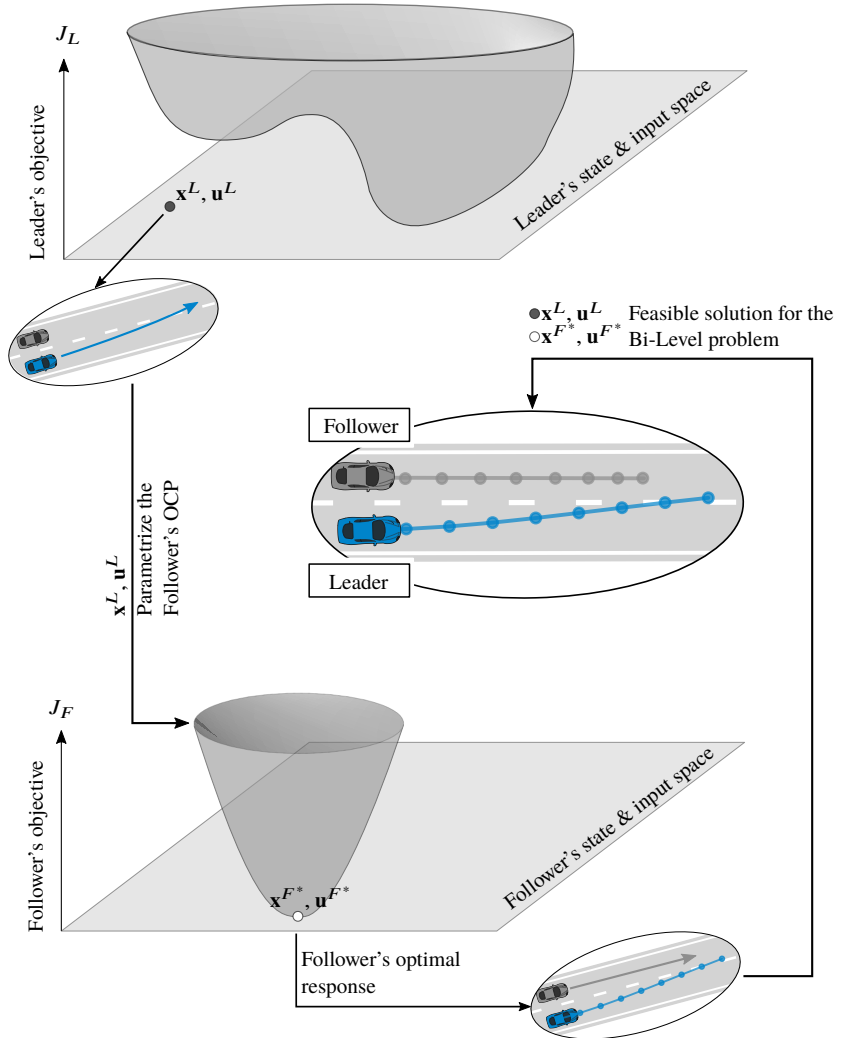 J_L
Leader's objective
Leader's state & input space
x^L, u^L
x^L, u^L Feasible solution for the
x^{F*}, u^{F*} Bi-Level problem
Follower
Leader
x^L, u^L
Parametrize the
Follower's OCP
J_F
Follower's objective
Follower's state & input space
x^{F*}, u^{F*}
Follower's optimal
response